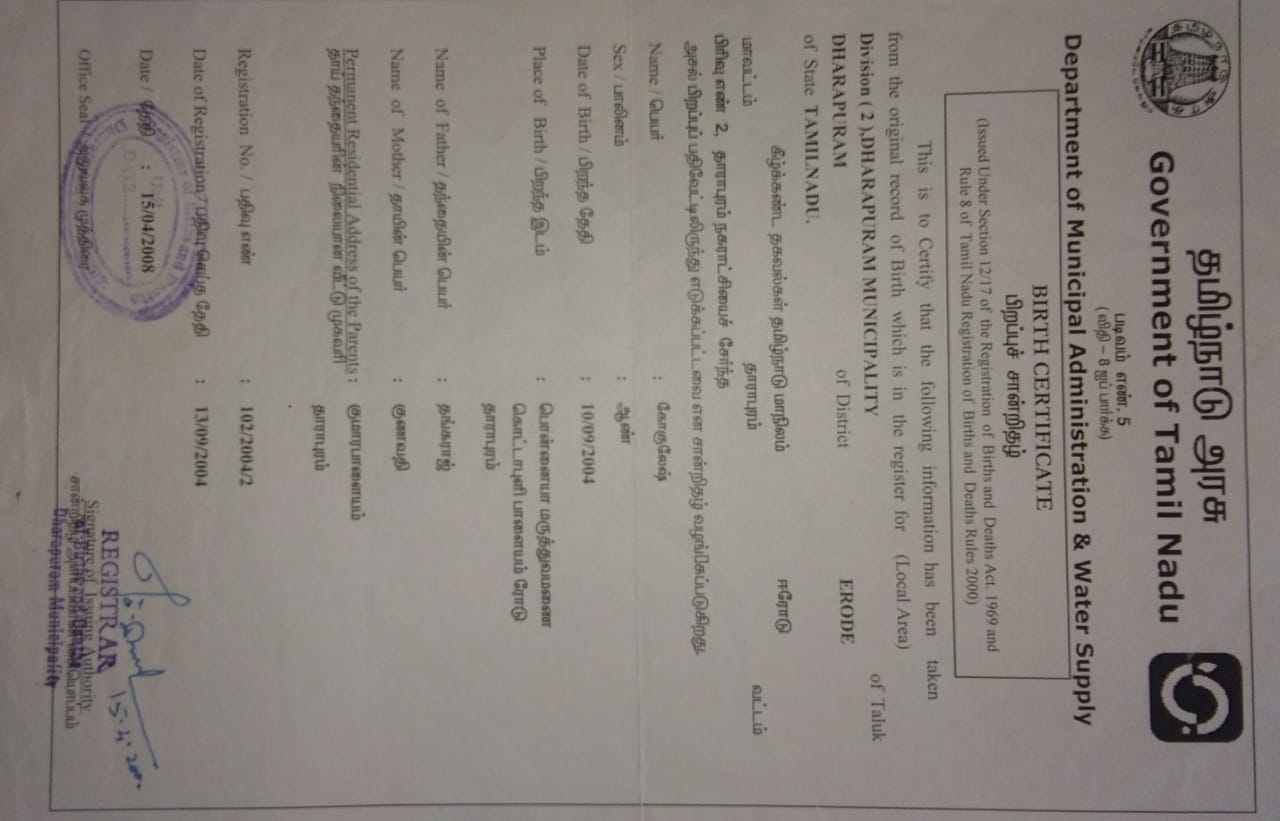 தமிழ்நாடு அரசு
Government of Tamil Nadu
Department of Municipal Administration & Water Supply
படிவம் எண். 5
(விதி – 8 ஐப் பார்க்க)
BIRTH CERTIFICATE
பிறப்புச் சான்றிதழ்
(Issued Under Section 12/17 of the Registration of Births and Deaths Act. 1969 and
Rule 8 of Tamil Nadu Registration of Births and Deaths Rules 2000)
This is to Certify that the following information has been taken
from the original record of Birth which is in the register for (Local Area)
Division ( 2 ),DHARAPURAM MUNICIPALITY of Taluk
DHARAPURAM of District ERODE
of State TAMILNADU.
கீழ்க்கண்ட தகவல்கள் தமிழ்நாடு மாநிலம் ஈரோடு
மாவட்டம் தாராபுரம் வட்டம்
பிரிவு எண் 2, தாராபுரம் நகராட்சியைச் சேர்ந்த
அசல் பிறப்புப் பதிவேட்டிலிருந்து எடுக்கப்பட்டவை என சான்றிதழ் வழங்கப்படுகிறது.
Name / பெயர் : கோகுலேஷ்
Sex / பாலினம் : ஆண்
Date of Birth / பிறந்த தேதி : 10/09/2004
Place of Birth / பிறந்த இடம் : பொன்னையா மருத்துவமனை
கொட்டாபுளி பாளையம் ரோடு
தாராபுரம்
Name of Father / தந்தையின் பெயர் : தங்கராஜ்
Name of Mother / தாயின் பெயர் : குணவதி
Permanent Residential Address of the Parents : குமாரபாளையம்
தாய் தந்தையரின் நிலையான வீட்டு முகவரி தாராபுரம்
Registration No. / பதிவு எண் : 102/2004/2
Date of Registration / பதிவு செய்த தேதி : 13/09/2004
Date / தேதி : 15/04/2008
Office Seal / அலுவலக முத்திரை
REGISTRAR
Signature of Issuing Authority
Dharapuram Municipality